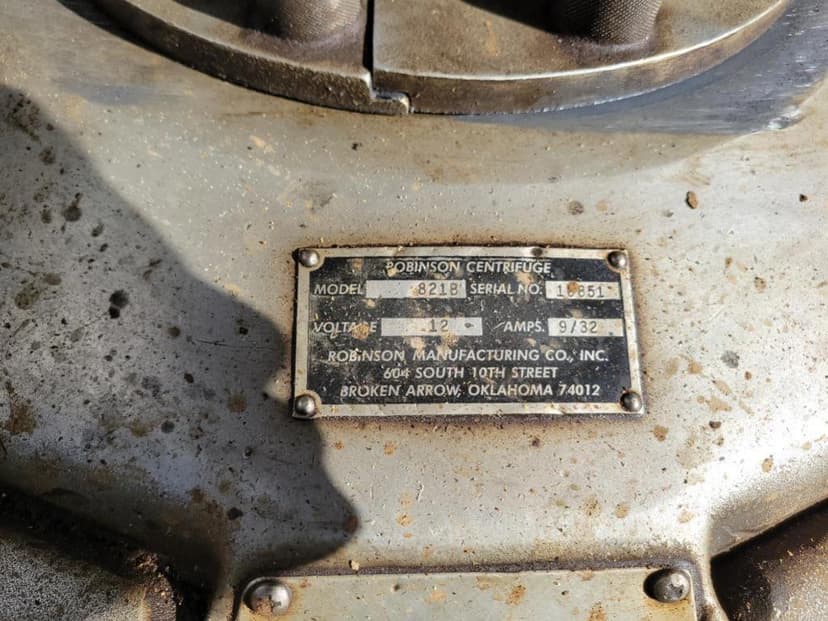 ROBINSON CENTRIFUGE
MODEL 821B SERIAL NO.
VOLTAGE 12 AMPS. 9/32
ROBINSON MANUFACTURING CO., INC.
604 SOUTH 10TH STREET
BROKEN ARROW, OKLAHOMA 74012